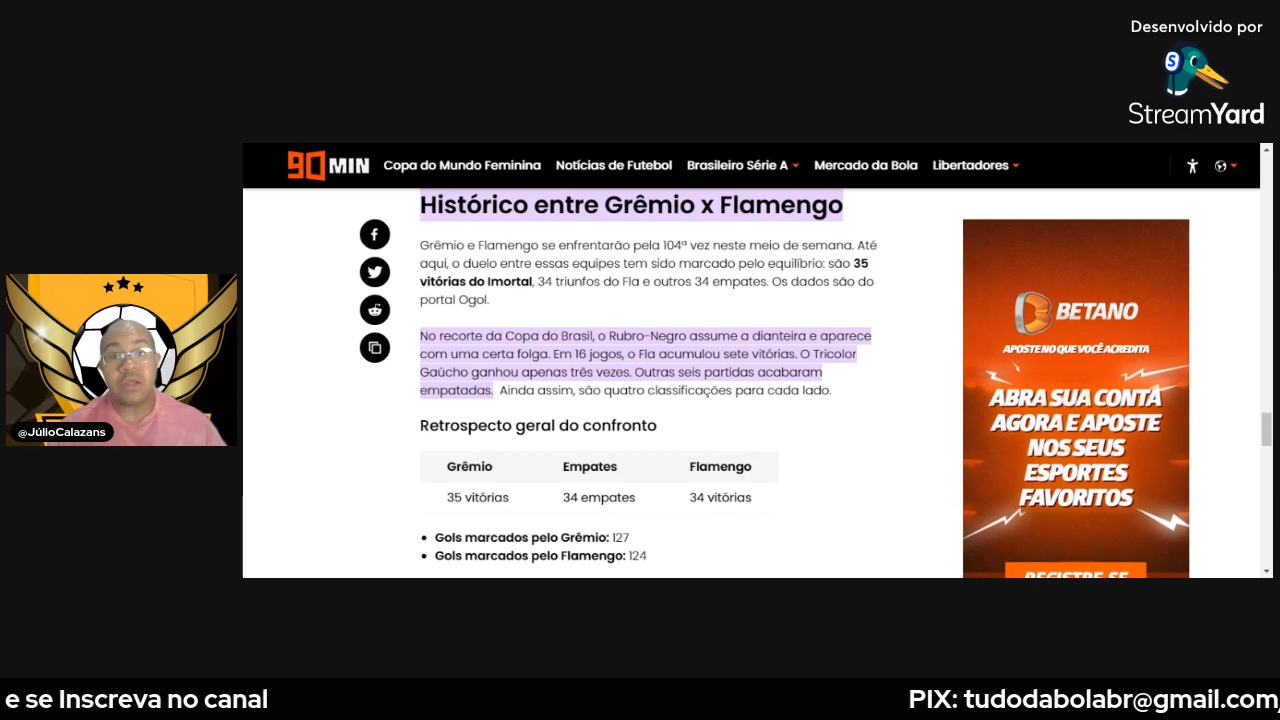 Desenvolvido por
S
StreamYard
90MIN
Copa do Mundo Feminina
Notícias de Futebol
Brasileiro Série A
Mercado da Bola
Libertadores
Histórico entre Grêmio x Flamengo
Grêmio e Flamengo se enfrentarão pela 104ª vez neste meio de semana. Até
aqui, o duelo entre essas equipes tem sido marcado pelo equilíbrio: são 35
vitórias do Imortal, 34 triunfos do Fla e outros 34 empates. Os dados são do
portal Ogol.
No recorte da Copa do Brasil, o Rubro-Negro assume a dianteira e aparece
com uma certa folga. Em 16 jogos, o Fla acumulou sete vitórias. O Tricolor
Gaúcho ganhou apenas três vezes. Outras seis partidas acabaram
empatadas. Ainda assim, são quatro classificações para cada lado.
Retrospecto geral do confronto
Grêmio Empates Flamengo
35 vitórias 34 empates 34 vitórias
Gols marcados pelo Grêmio: 127
Gols marcados pelo Flamengo: 124
BETANO
APOSTE NO QUE VOCÊ ACREDITA
ABRA SUA CONTA
AGORA E APOSTE
NOS SEUS
ESPORTES
FAVORITOS
REGISTRE-SE
@JúlioCalazans
e se Inscreva no canal
PIX: tudodabolabr@gmail.com